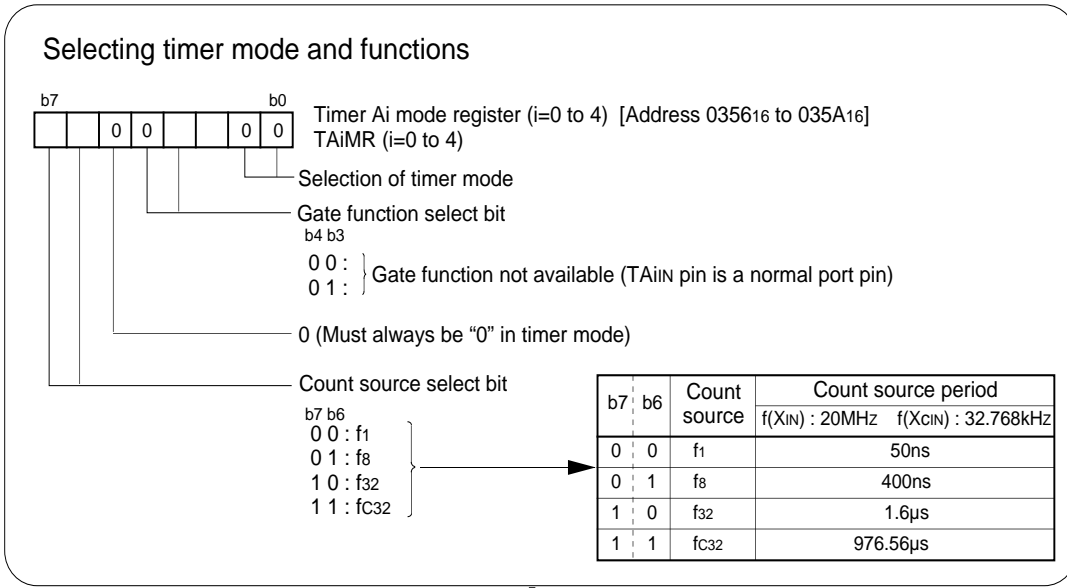 Selecting timer mode and functions
b7 b0
0 0 0 0
Timer Ai mode register (i=0 to 4) [Address 035616 to 035A16]
TAiMR (i=0 to 4)
Selection of timer mode
Gate function select bit
b4 b3
0 0 :
0 1 :
Gate function not available (TAiIN pin is a normal port pin)
0 (Must always be “0” in timer mode)
Count source select bit
b7 b6
0 0 : f1
0 1 : f8
1 0 : f32
1 1 : fC32
b7 b6 Count source Count source period
f(XIN) : 20MHz f(XCIN) : 32.768kHz
0 0 f1 50ns
0 1 f8 400ns
1 0 f32 1.6μs
1 1 fC32 976.56μs